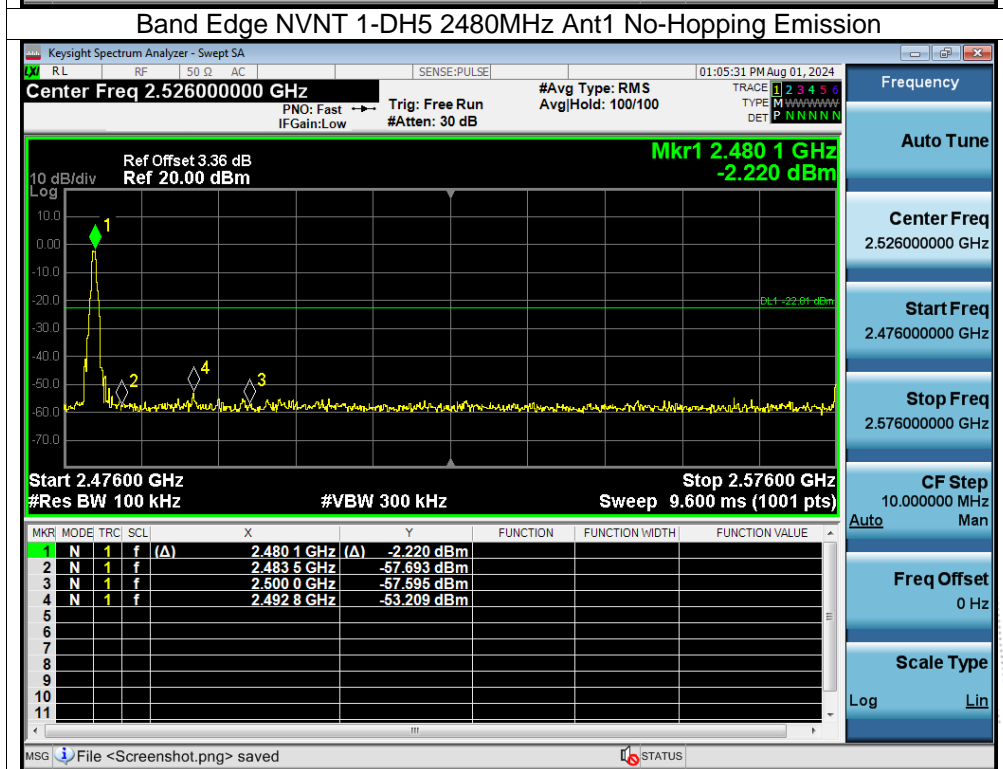 Band Edge NVNT 1-DH5 2480MHz Ant1 No-Hopping Emission
Keysight Spectrum Analyzer - Swept SA
LXI RL RF 50 Ω AC SENSE:PULSE 01:05:31 PM Aug 01, 2024
Center Freq 2.526000000 GHz #Avg Type: RMS TRACE 1 2 3 4 5 6
PNO: Fast Trig: Free Run Avg|Hold: 100/100 TYPE M WWWWW
IFGain:Low #Atten: 30 dB DET P N N N N N
Ref Offset 3.36 dB Mkr1 2.480 1 GHz
10 dB/div Ref 20.00 dBm -2.220 dBm
Log
10.0
1
0.00
-10.0
-20.0 DL1 -22.01 dBm
-30.0
-40.0
4
-50.0 2 3
-60.0
-70.0
Start 2.47600 GHz Stop 2.57600 GHz
#Res BW 100 kHz #VBW 300 kHz Sweep 9.600 ms (1001 pts)
MKR MODE TRC SCL X Y FUNCTION FUNCTION WIDTH FUNCTION VALUE
1 N 1 f (Δ) 2.480 1 GHz (Δ) -2.220 dBm
2 N 1 f 2.483 5 GHz -57.693 dBm
3 N 1 f 2.500 0 GHz -57.595 dBm
4 N 1 f 2.492 8 GHz -53.209 dBm
5
6
7
8
9
10
11
MSG File <Screenshot.png> saved STATUS
Frequency
Auto Tune
Center Freq
2.526000000 GHz
Start Freq
2.476000000 GHz
Stop Freq
2.576000000 GHz
CF Step
10.000000 MHz
Auto Man
Freq Offset
0 Hz
Scale Type
Log Lin